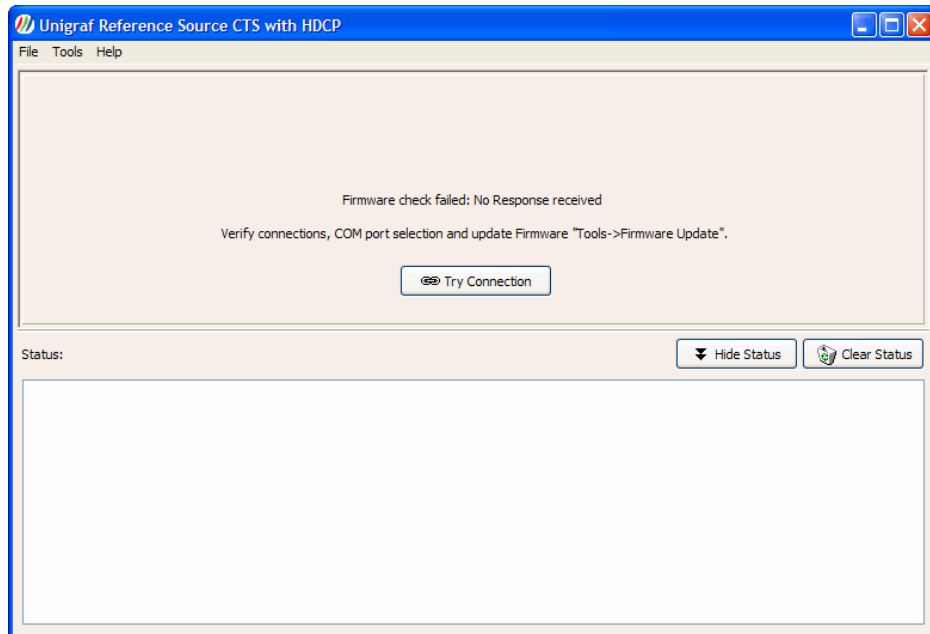 Unigraf Reference Source CTS with HDCP
File Tools Help
Firmware check failed: No Response received
Verify connections, COM port selection and update Firmware "Tools->Firmware Update".
Try Connection
Status:
Hide Status
Clear Status